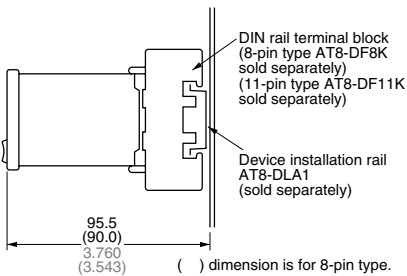 DIN rail terminal block
(8-pin type AT8-DF8K
sold separately)
(11-pin type AT8-DF11K
sold separately)
Device installation rail
AT8-DLA1
(sold separately)
95.5
(90.0)
3.760
(3.543)
( ) dimension is for 8-pin type.